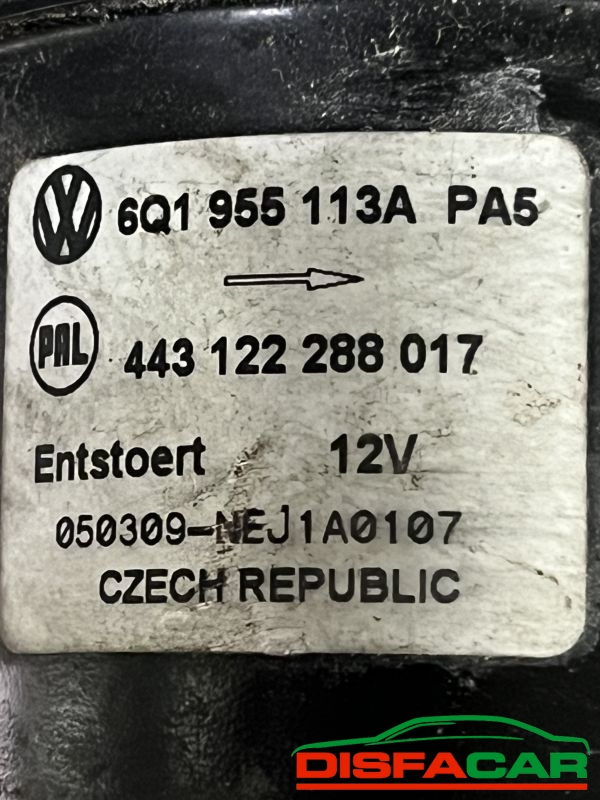 6Q1 955 113A PA5
PAL
443 122 288 017
Entstoert 12V
050309-NEJ1A0107
CZECH REPUBLIC
DISFACAR